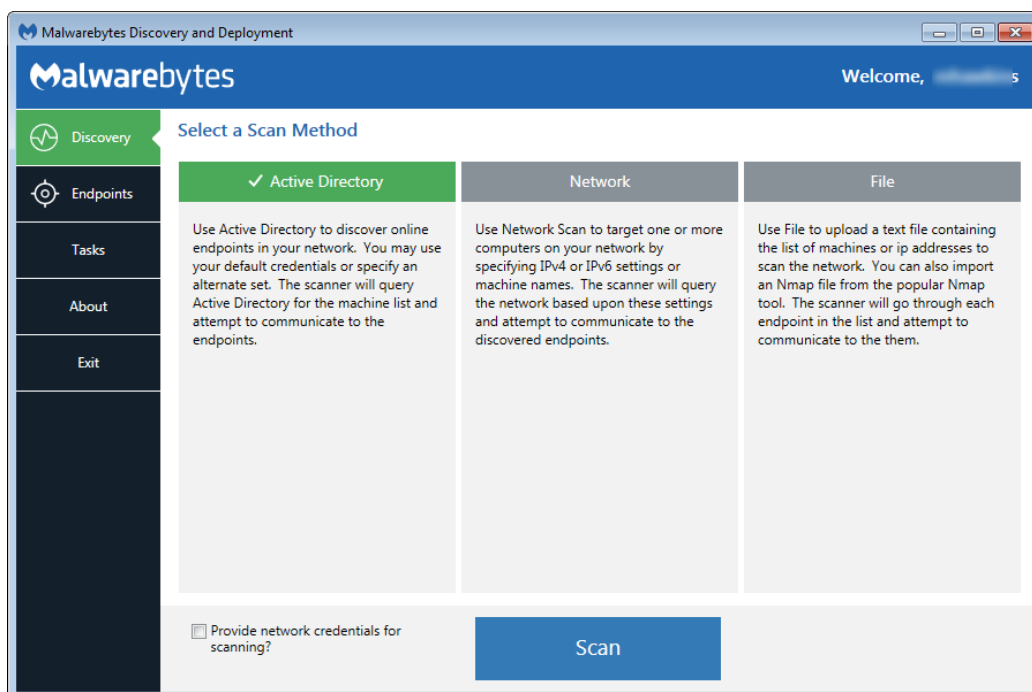 Malwarebytes Discovery and Deployment
Malwarebytes
Welcome,
Discovery
Endpoints
Tasks
About
Exit
Select a Scan Method
✓ Active Directory
Use Active Directory to discover online
endpoints in your network. You may use
your default credentials or specify an
alternate set. The scanner will query
Active Directory for the machine list and
attempt to communicate to the
endpoints.
Network
Use Network Scan to target one or more
computers on your network by
specifying IPv4 or IPv6 settings or
machine names. The scanner will query
the network based upon these settings
and attempt to communicate to the
discovered endpoints.
File
Use File to upload a text file containing
the list of machines or ip addresses to
scan the network. You can also import
an Nmap file from the popular Nmap
tool. The scanner will go through each
endpoint in the list and attempt to
communicate to the them.
Provide network credentials for
scanning?
Scan